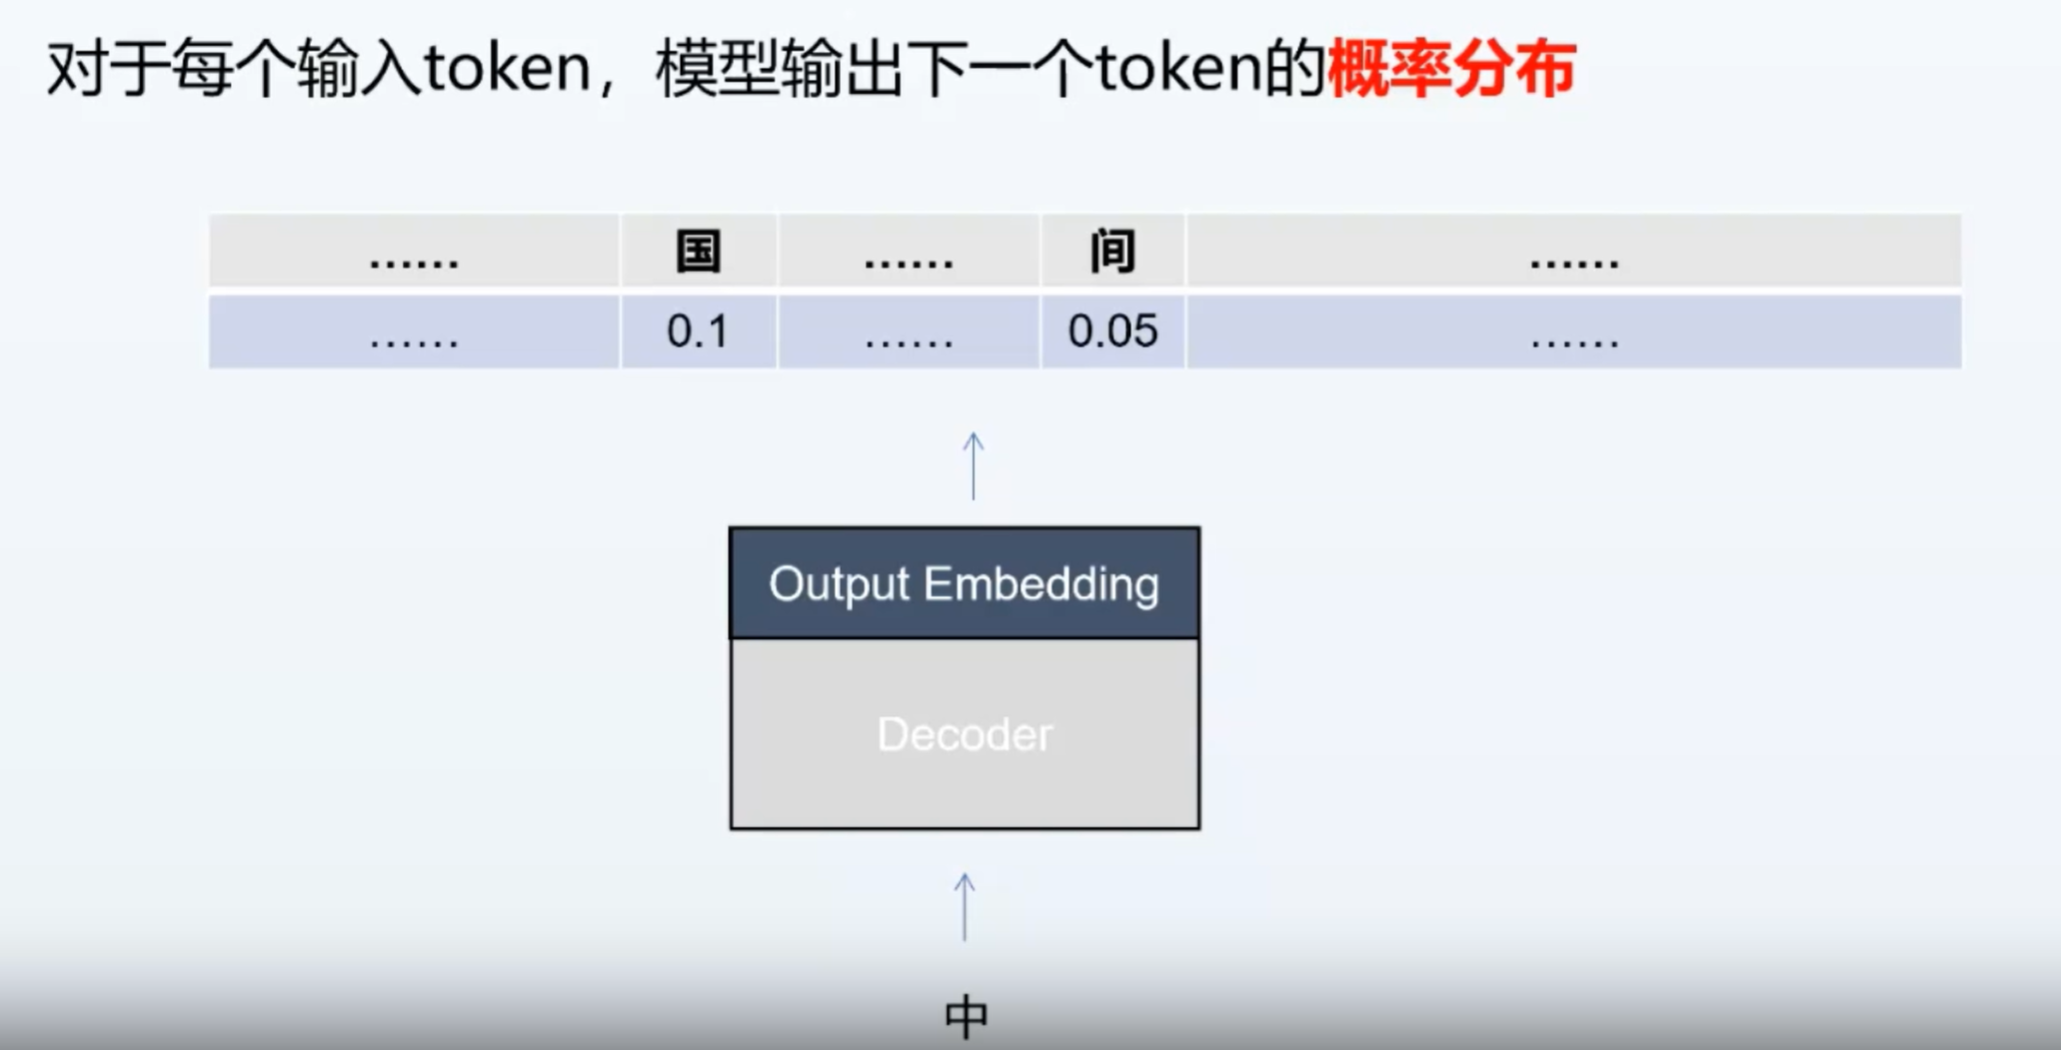 对于每个输入token，模型输出下一个token的概率分布
…… 国 …… 间 ……
…… 0.1 …… 0.05 ……
Output Embedding
Decoder
中